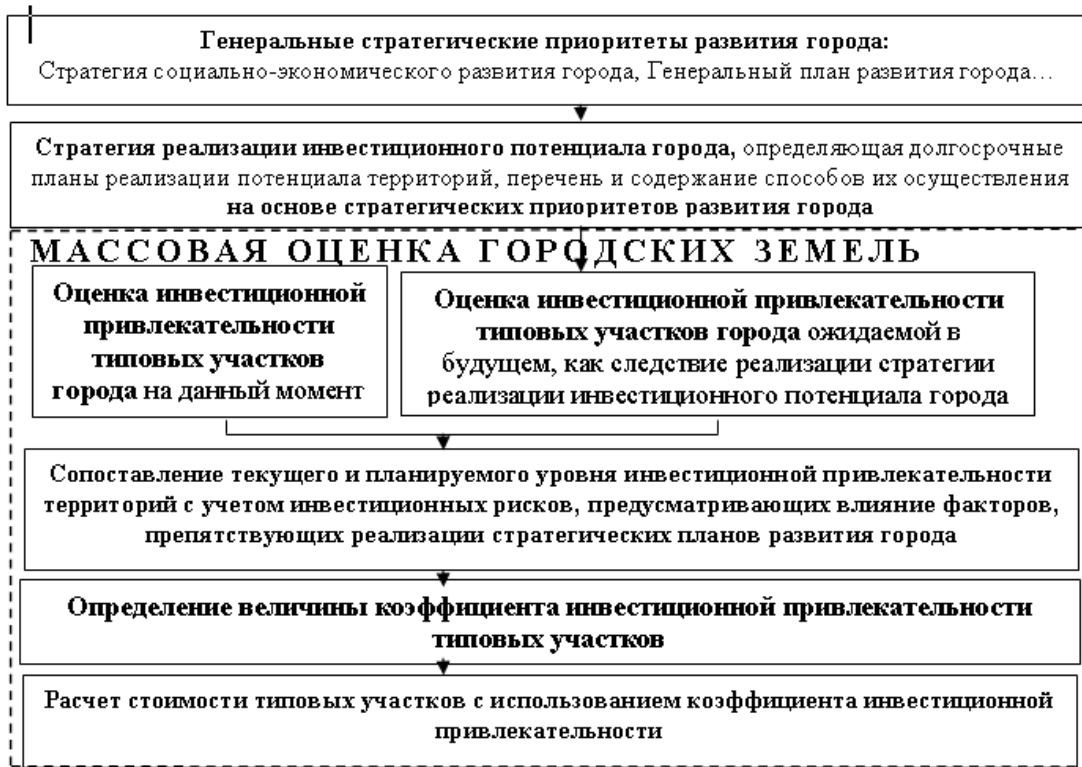 Генеральные стратегические приоритеты развития города:
Стратегия социально-экономического развития города, Генеральный план развития города…
Стратегия реализации инвестиционного потенциала города, определяющая долгосрочные
планы реализации потенциала территорий, перечень и содержание способов их осуществления
на основе стратегических приоритетов развития города
МАССОВАЯ ОЦЕНКА ГОРОДСКИХ ЗЕМЕЛЬ
Оценка инвестиционной
привлекательности
типовых участков
города на данный момент
Оценка инвестиционной привлекательности
типовых участков города ожидаемой в
будущем, как следствие реализации стратегии
реализации инвестиционного потенциала города
Сопоставление текущего и планируемого уровня инвестиционной привлекательности
территорий с учетом инвестиционных рисков, предусматривающих влияние факторов,
препятствующих реализации стратегических планов развития города
Определение величины коэффициента инвестиционной привлекательности
типовых участков
Расчет стоимости типовых участков с использованием коэффициента инвестиционной
привлекательности